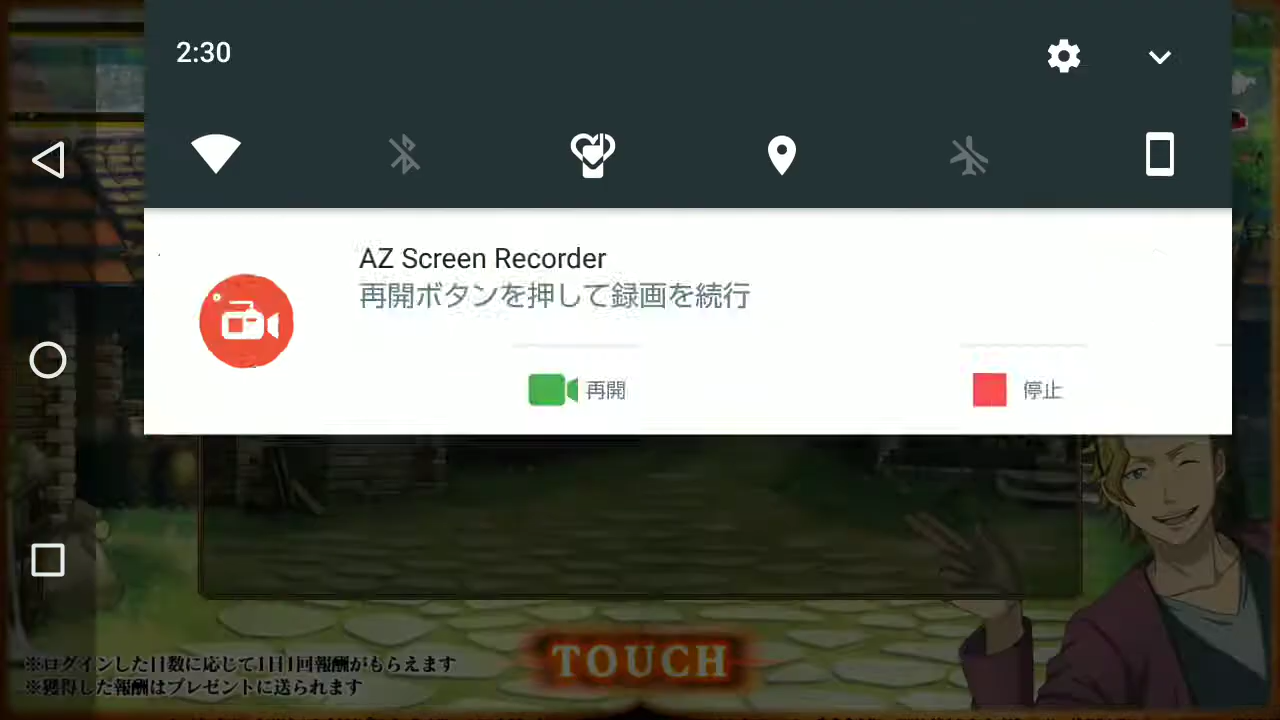 2:30
AZ Screen Recorder
再開ボタンを押して録画を続行
再開
停止
TOUCH
※ログインした日数に応じて1日1回報酬がもらえます
※獲得した報酬はプレゼントに送られます